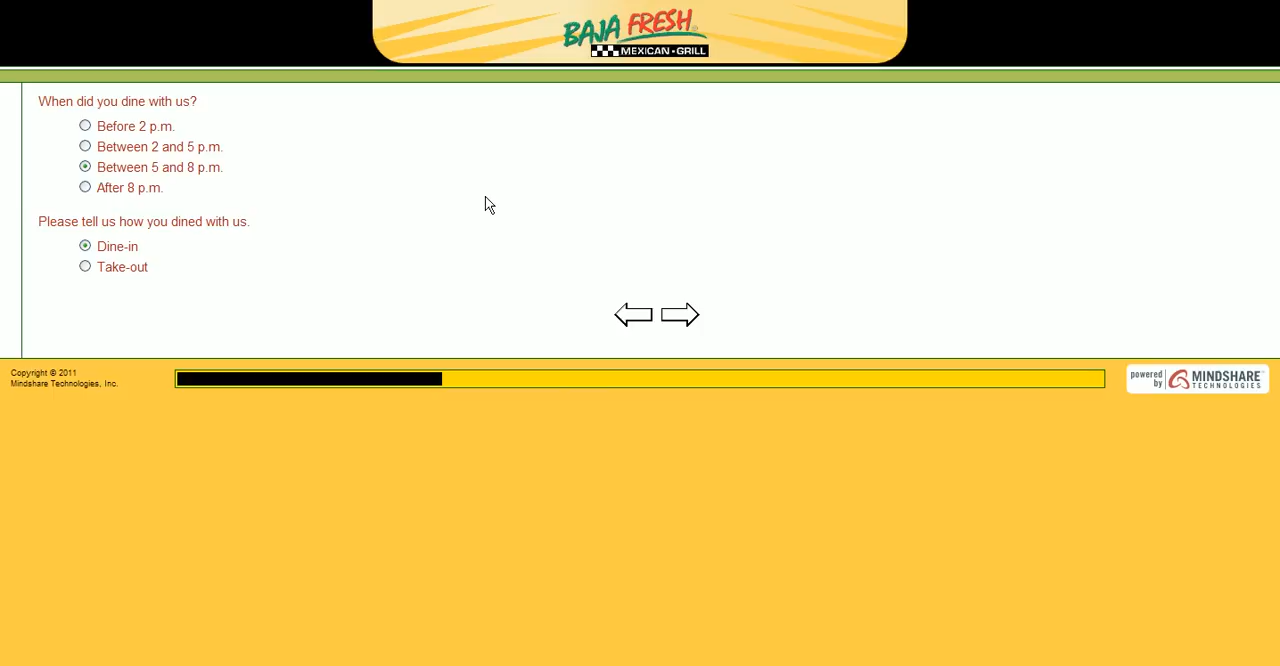 BAJA FRESH
MEXICAN • GRILL
When did you dine with us?
Before 2 p.m.
Between 2 and 5 p.m.
Between 5 and 8 p.m.
After 8 p.m.
Please tell us how you dined with us.
Dine-in
Take-out
Copyright © 2011
Mindshare Technologies, Inc.
powered by
MINDSHARE
TECHNOLOGIES